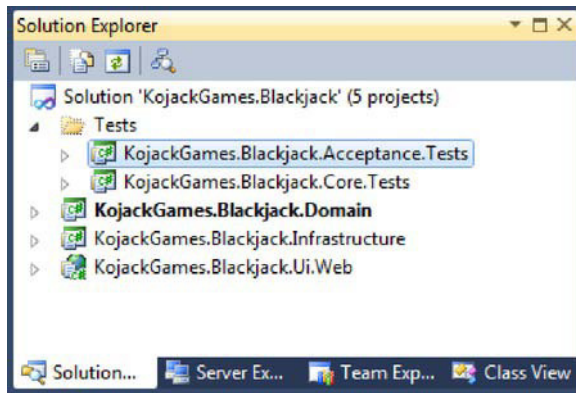 Solution Explorer
Solution 'KojackGames.Blackjack' (5 projects)
Tests
KojackGames.Blackjack.Acceptance.Tests
KojackGames.Blackjack.Core.Tests
KojackGames.Blackjack.Domain
KojackGames.Blackjack.Infrastructure
KojackGames.Blackjack.Ui.Web
Solution... Server Ex... Team Exp... Class View